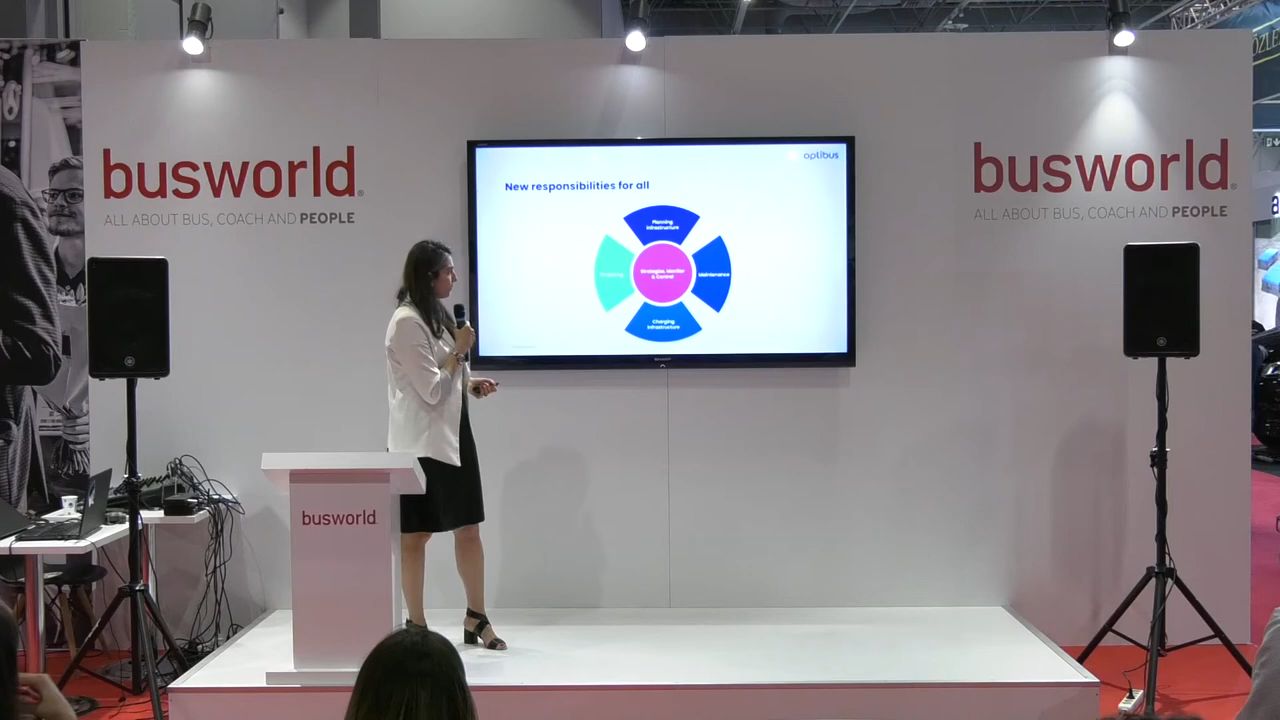 busworld
ALL ABOUT BUS, COACH AND PEOPLE
optibus
New responsibilities for all
Planning
Infrastructure
Strategize, Monitor
& Control
Maintenance
Charging
Infrastructure
busworld
ALL ABOUT BUS, COACH AND PEOPLE
busworld